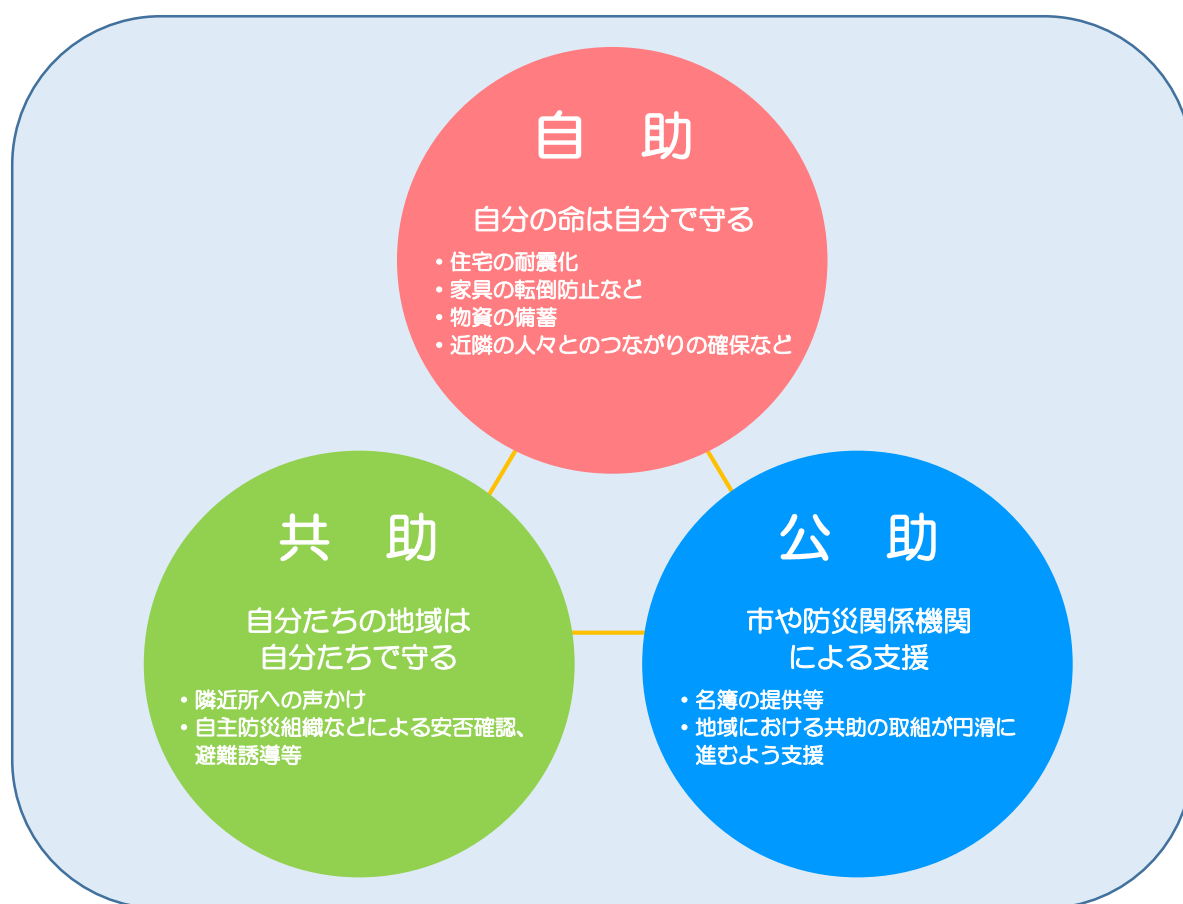 自　助
自分の命は自分で守る
・住宅の耐震化
・家具の転倒防止など
・物資の備蓄
・近隣の人々とのつながりの確保など
共　助
自分たちの地域は
自分たちで守る
・隣近所への声かけ
・自主防災組織などによる安否確認、
避難誘導等
公　助
市や防災関係機関
による支援
・名簿の提供等
・地域における共助の取組が円滑に
進むよう支援